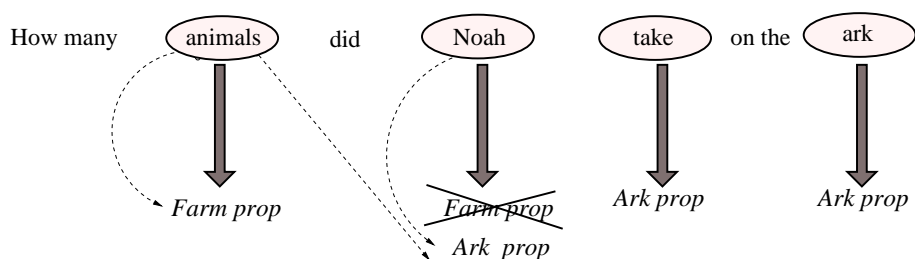 How many animals did Noah take on the ark
Farm prop Farm prop Ark prop Ark prop
Ark prop